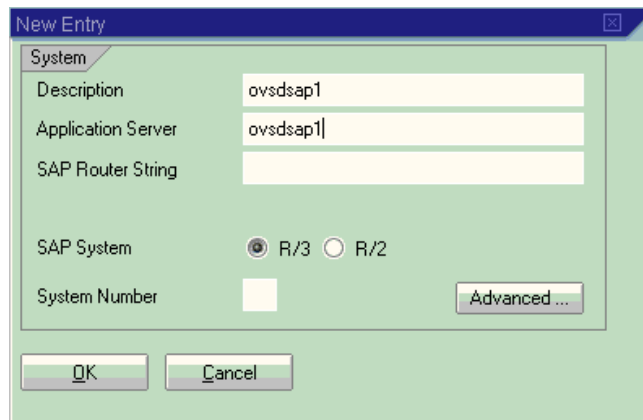 New Entry
System
Description ovsdsap1
Application Server ovsdsap1
SAP Router String
SAP System R/3 R/2
System Number Advanced ...
OK Cancel